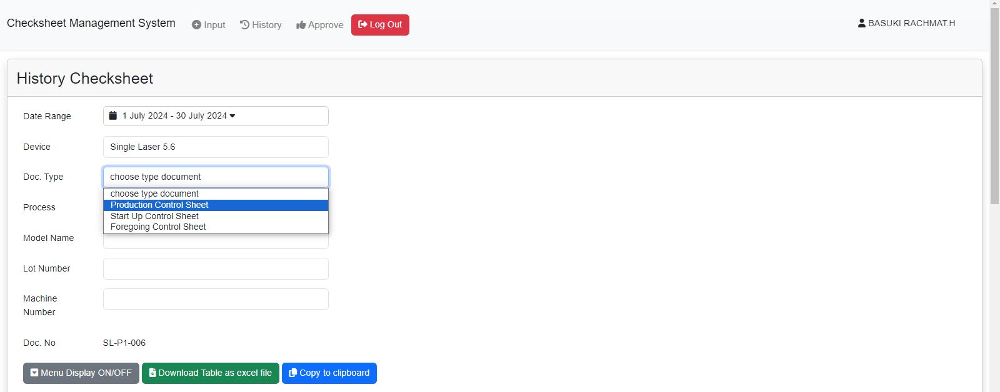 Checksheet Management System Input History Approve Log Out BASUKI RACHMAT.H
History Checksheet
Date Range 1 July 2024 - 30 July 2024
Device Single Laser 5.6
Doc. Type choose type document
choose type document
Production Control Sheet
Process
Start Up Control Sheet
Foregoing Control Sheet
Model Name
Lot Number
Machine
Number
Doc. No SL-P1-006
Menu Display ON/OFF Download Table as excel file Copy to clipboard